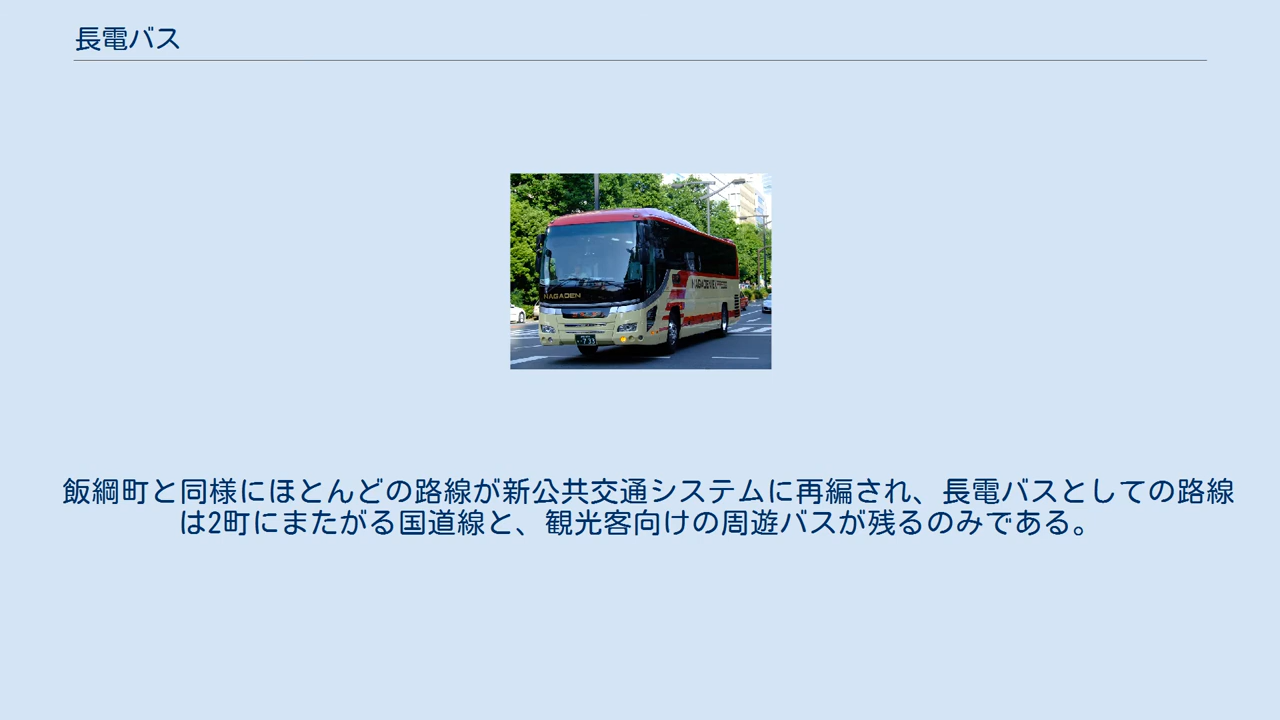 長電バス
NAGADEN
飯綱町と同様にほとんどの路線が新公共交通システムに再編され、長電バスとしての路線
は2町にまたがる国道線と、観光客向けの周遊バスが残るのみである。